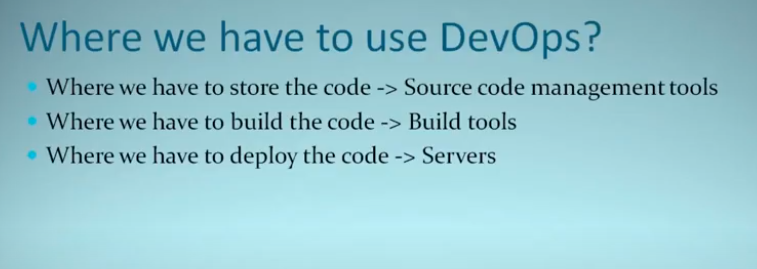 Where we have to use DevOps?
Where we have to store the code -> Source code management tools
Where we have to build the code -> Build tools
Where we have to deploy the code -> Servers